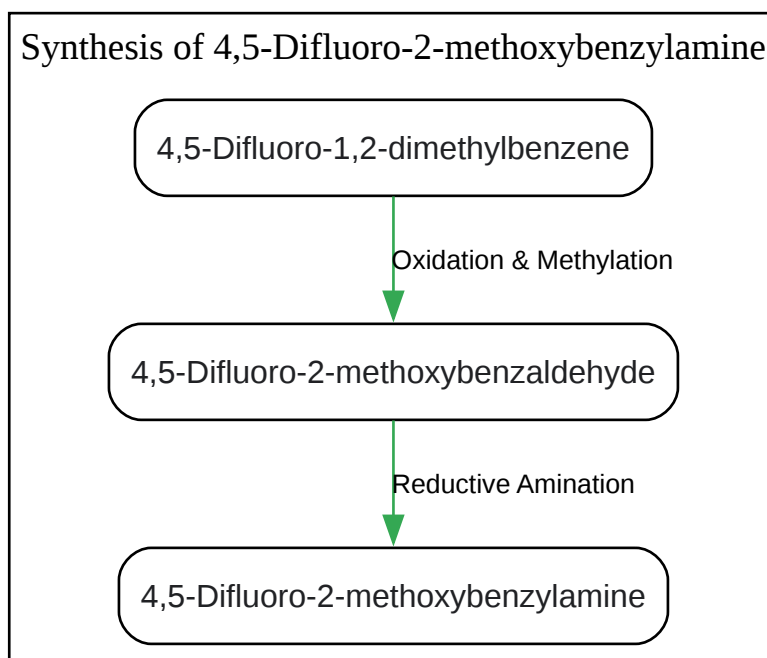 Synthesis of 4,5-Difluoro-2-methoxybenzylamine
4,5-Difluoro-1,2-dimethylbenzene
Oxidation & Methylation
4,5-Difluoro-2-methoxybenzaldehyde
Reductive Amination
4,5-Difluoro-2-methoxybenzylamine